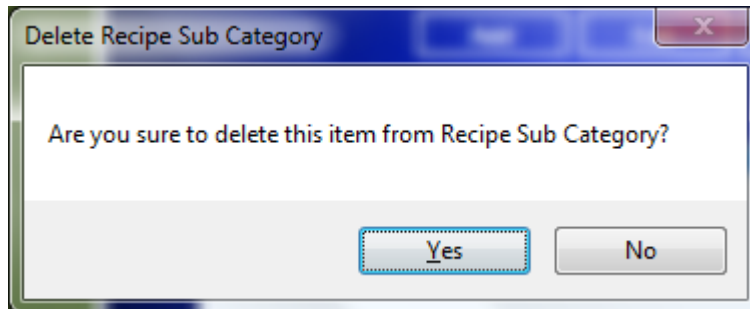 Delete Recipe Sub Category
Are you sure to delete this item from Recipe Sub Category?
Yes
No